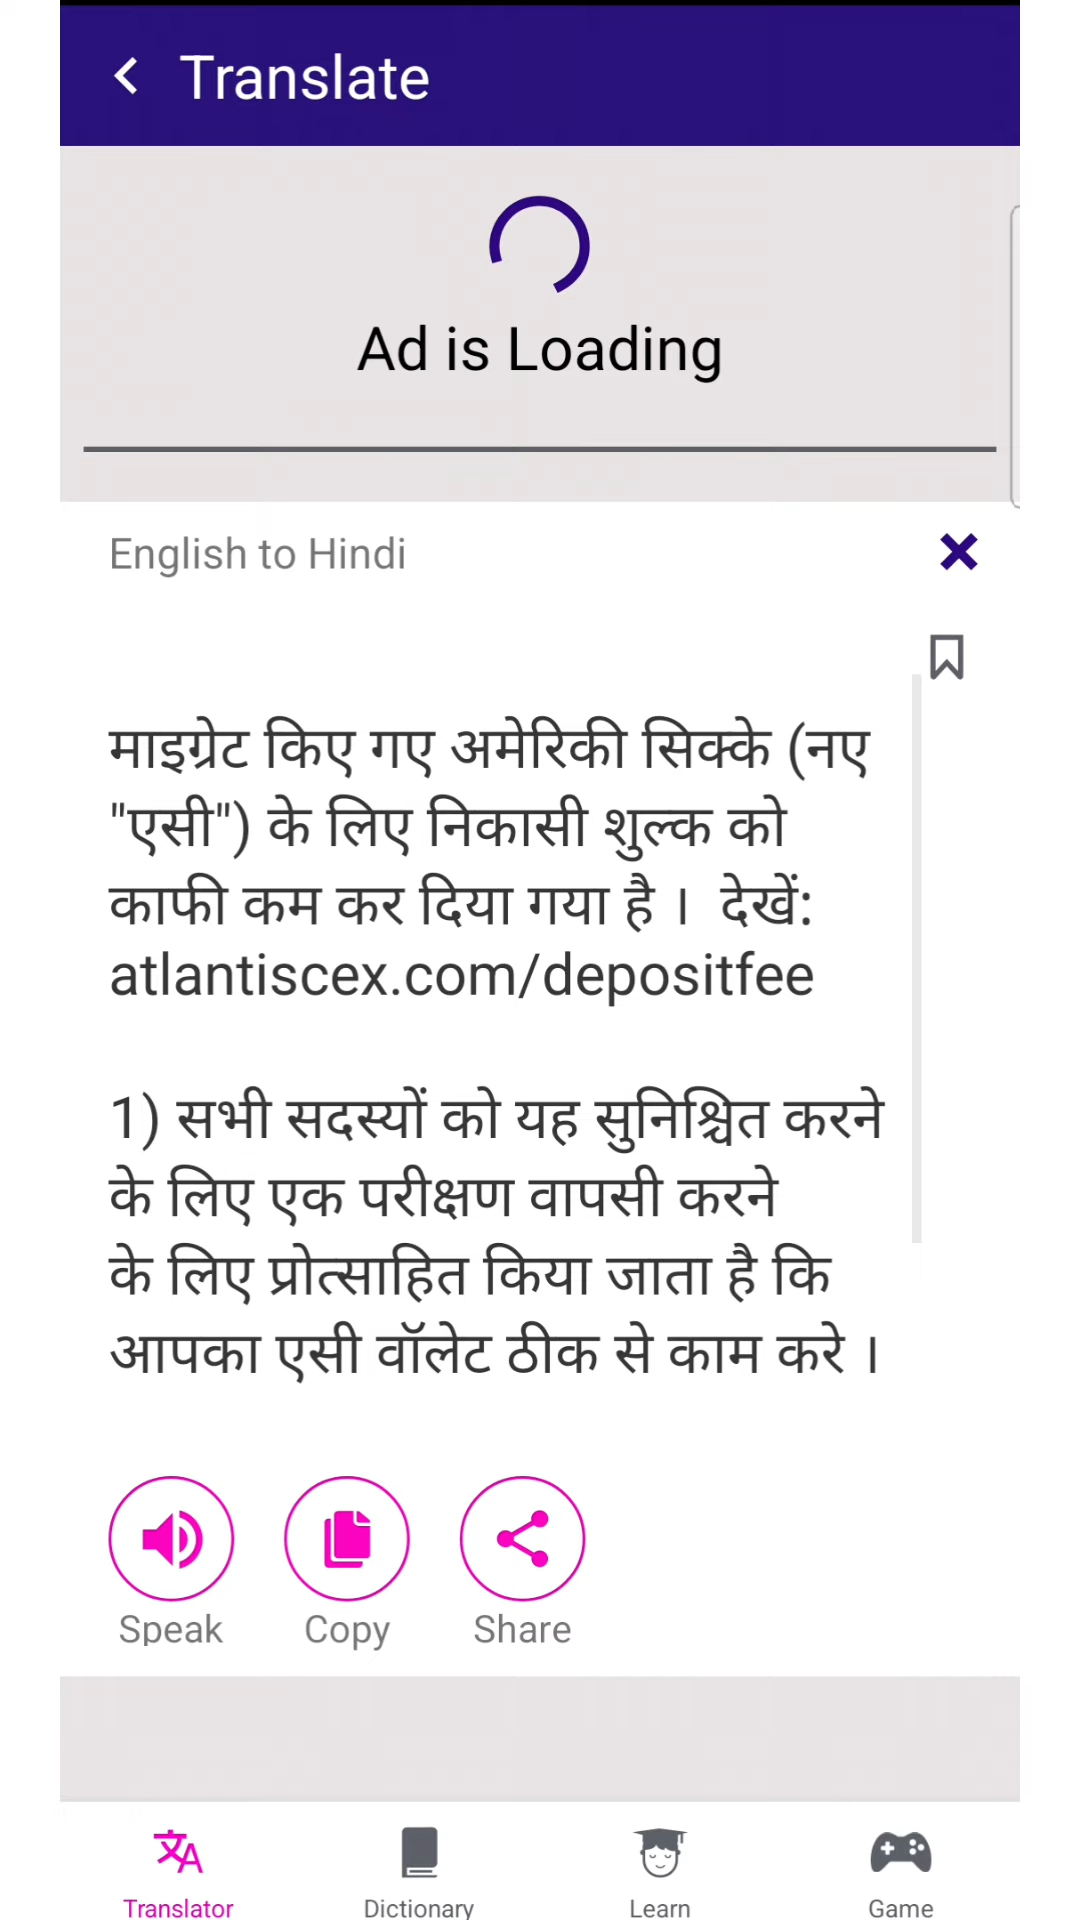 Translate
Ad is Loading
English to Hindi
माइग्रेट किए गए अमेरिकी सिक्के (नए
"एसी") के लिए निकासी शुल्क को
काफी कम कर दिया गया है। देखें:
atlantiscex.com/depositfee
1) सभी सदस्यों को यह सुनिश्चित करने
के लिए एक परीक्षण वापसी करने
के लिए प्रोत्साहित किया जाता है कि
आपका एसी वॉलेट ठीक से काम करे।
Speak Copy Share
Translator Dictionary Learn Game